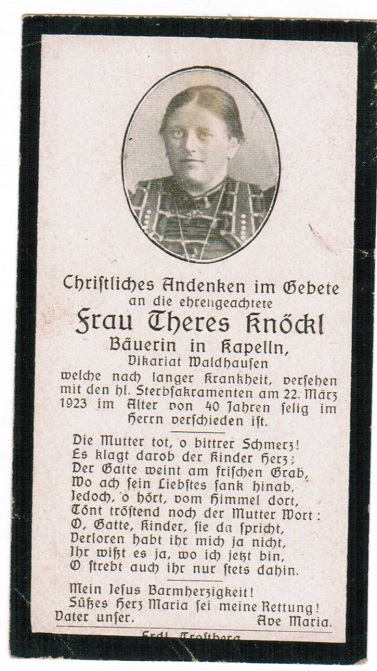 Christliches Andenken im Gebete
an die ehrengeachtete
Frau Theres Knöckl
Bäuerin in Kapelln,
Vikariat Waldhausen
welche nach langer Krankheit, versehen
mit den hl. Sterbsakramenten am 22. März
1923 im Alter von 40 Jahren selig im
Herrn verschieden ist.
Die Mutter tot, o bittrer Schmerz!
Es klagt darob der Kinder Herz;
Der Gatte weint am frischen Grab,
Wo ach sein Liebstes sank hinab.
Jedoch, o hört, vom Himmel dort,
Tönt tröstend noch der Mutter Wort:
O, Gatte, Kinder, sie da spricht,
Verloren habt ihr mich ja nicht,
Ihr wißt es ja, wo ich jetzt bin,
O strebt auch ihr nur stets dahin.
Mein Jesus Barmherzigkeit!
Süßes Herz Maria sei meine Rettung!
Vater unser. Ave Maria.
Erdl, Trostberg